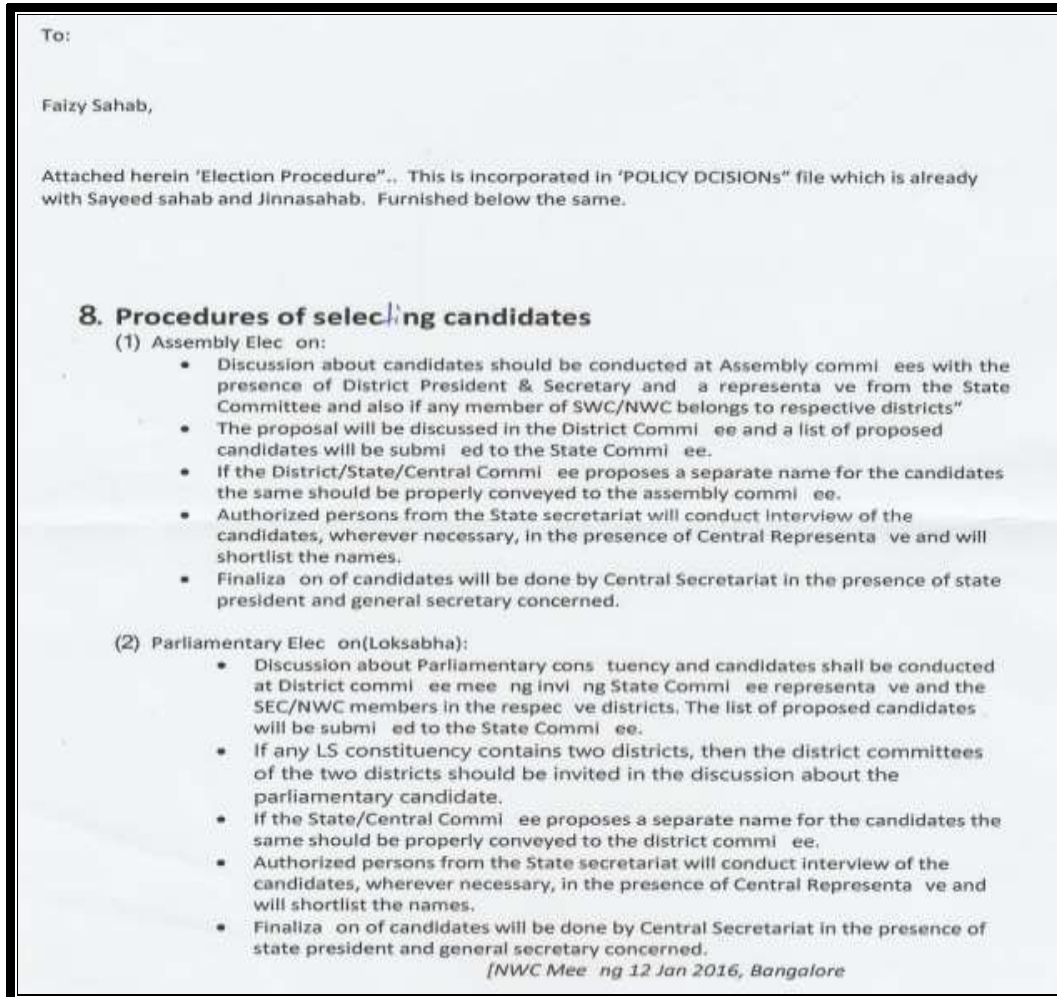 To:
Faizy Sahab,
Attached herein 'Election Procedure".. This is incorporated in 'POLICY DCISIONs" file which is already
with Sayeed sahab and Jinnasahab. Furnished below the same.
8. Procedures of selecting candidates
(1) Assembly Elec on:
• Discussion about candidates should be conducted at Assembly commi ees with the
presence of District President & Secretary and a representa ve from the State
Committee and also if any member of SWC/NWC belongs to respective districts"
• The proposal will be discussed in the District Commi ee and a list of proposed
candidates will be submi ed to the State Commi ee.
• If the District/State/Central Commi ee proposes a separate name for the candidates
the same should be properly conveyed to the assembly commi ee.
• Authorized persons from the State secretariat will conduct Interview of the
candidates, wherever necessary, in the presence of Central Representa ve and will
shortlist the names.
• Finaliza on of candidates will be done by Central Secretariat in the presence of state
president and general secretary concerned.
(2) Parliamentary Elec on(Loksabha):
• Discussion about Parliamentary cons tuency and candidates shall be conducted
at District commi ee mee ng invi ng State Commi ee representa ve and the
SEC/NWC members in the respec ve districts. The list of proposed candidates
will be submi ed to the State Commi ee.
• If any LS constituency contains two districts, then the district committees
of the two districts should be invited in the discussion about the
parliamentary candidate.
• If the State/Central Commi ee proposes a separate name for the candidates the
same should be properly conveyed to the district commi ee.
• Authorized persons from the State secretariat will conduct interview of the
candidates, wherever necessary, in the presence of Central Representa ve and
will shortlist the names.
• Finaliza on of candidates will be done by Central Secretariat in the presence of
state president and general secretary concerned.
[NWC Mee ng 12 Jan 2016, Bangalore